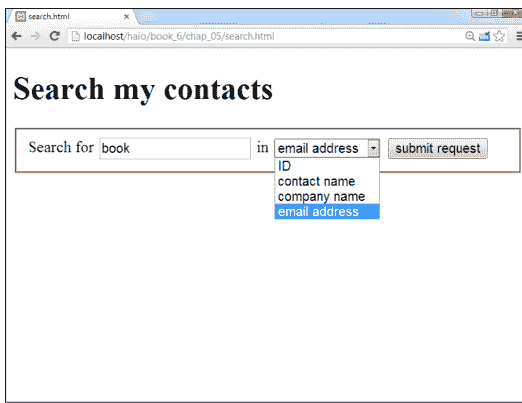 search.html
localhost/haio/book_6/chap_05/search.html
Search my contacts
Search for book in email address submit request
ID
contact name
company name
email address